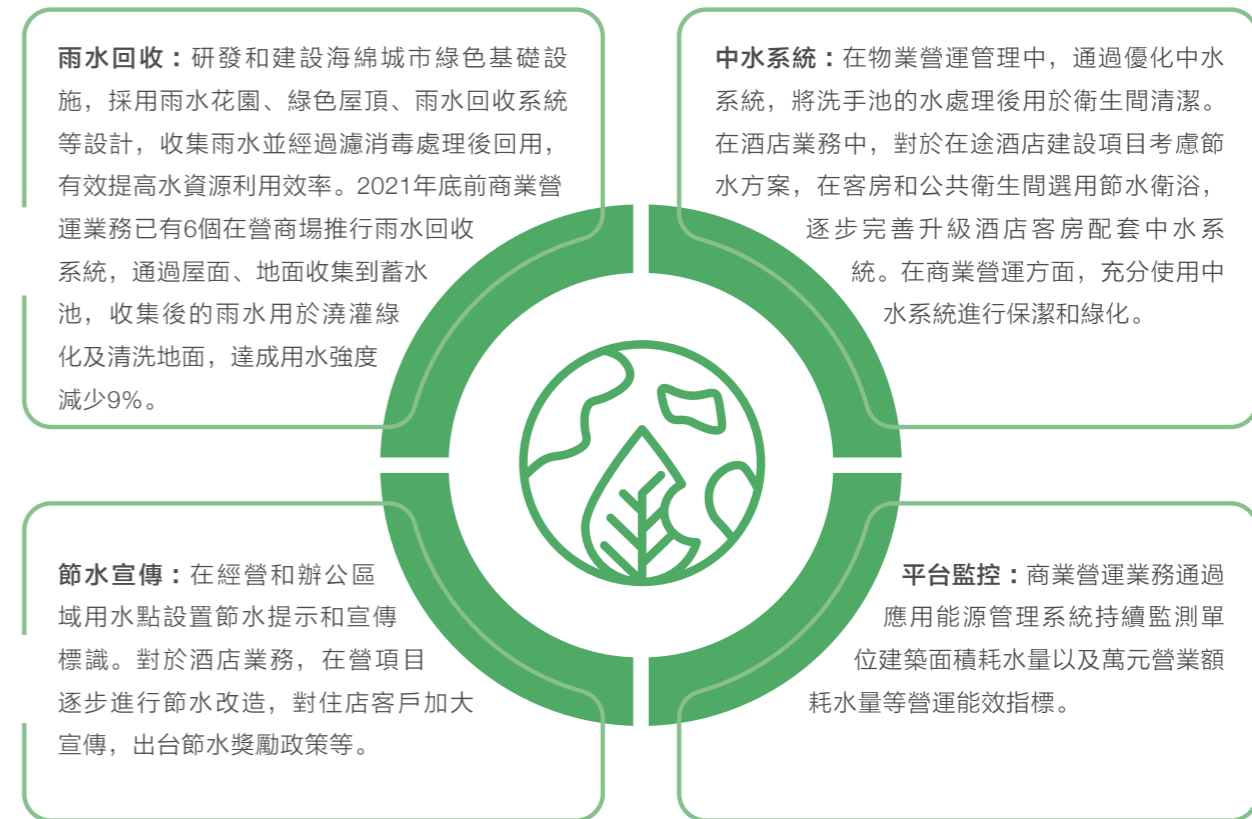 雨水回收：研發和建設海綿城市綠色基礎設
施，採用雨水花園、綠色屋頂、雨水回收系統
等設計，收集雨水並經過濾消毒處理後回用，
有效提高水資源利用效率。2021年底前商業營
運業務已有6個在營商場推行雨水回收
系統，通過屋面、地面收集到蓄水
池，收集後的雨水用於澆灌綠
化及清洗地面，達成用水強度
減少9%。
中水系統：在物業營運管理中，通過優化中水
系統，將洗手池的水處理後用於衛生間清潔。
在酒店業務中，對於在途酒店建設項目考慮節
水方案，在客房和公共衛生間選用節水衛浴，
逐步完善升級酒店客房配套中水系
統。在商業營運方面，充分使用中
水系統進行保潔和綠化。
節水宣傳：在經營和辦公區
域用水點設置節水提示和宣傳
標識。對於酒店業務，在營項目
逐步進行節水改造，對住店客戶加大
宣傳，出台節水獎勵政策等。
平台監控：商業營運業務通過
應用能源管理系統持續監測單
位建築面積耗水量以及萬元營業額
耗水量等營運能效指標。